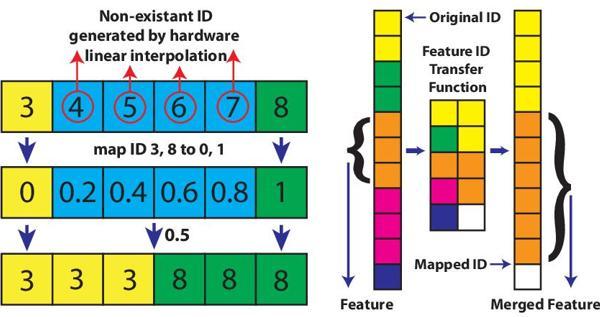 Non-existant ID
generated by hardware
linear interpolation
3 4 5 6 7 8
map ID 3, 8 to 0, 1
0 0.2 0.4 0.6 0.8 1
0.5
3 3 3 8 8 8
Original ID
Feature ID
Transfer
Function
Mapped ID
Feature
Merged Feature